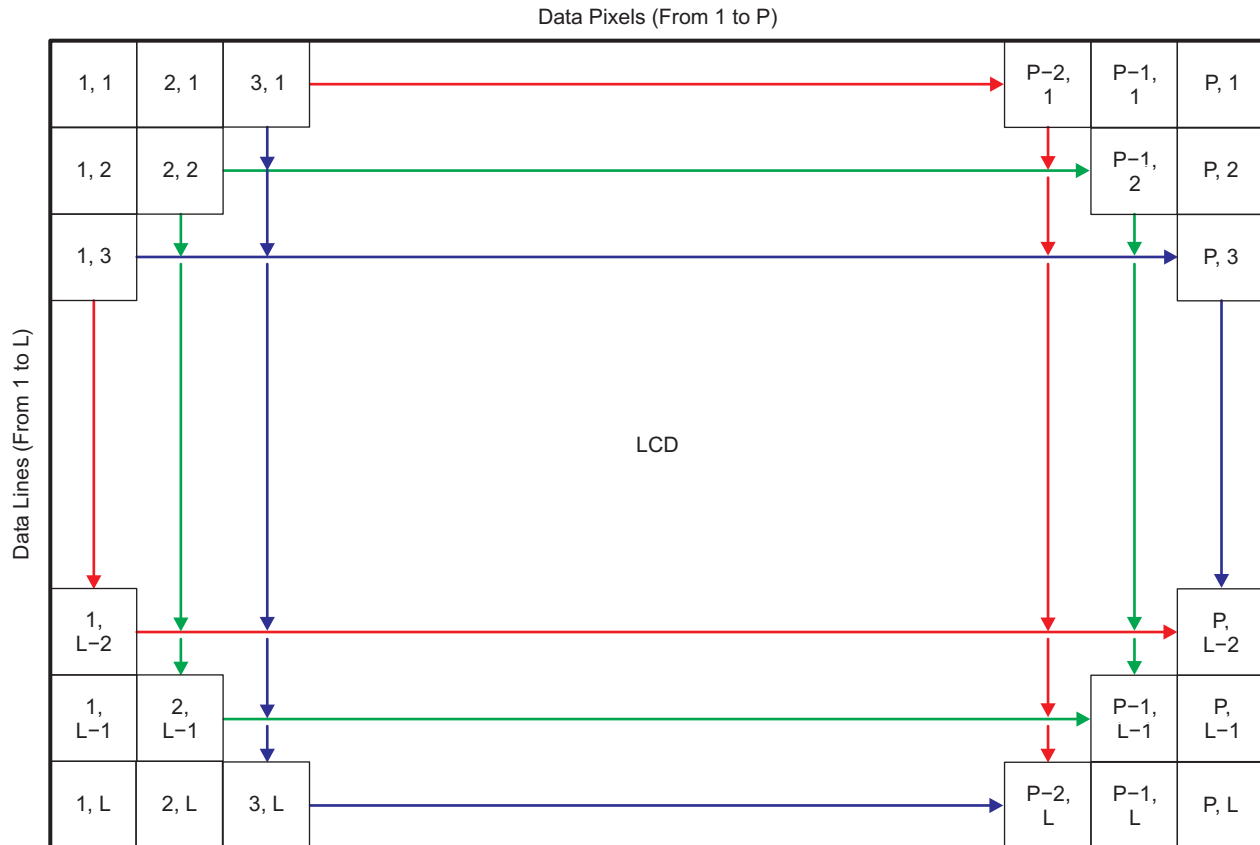 Data Pixels (From 1 to P)
1, 1
2, 1
3, 1
P−2,
1
P−1,
1
P, 1
1, 2
2, 2
P−1,
2
P, 2
1, 3
P, 3
Data Lines (From 1 to L)
LCD
1,
L−2
P,
L−2
1,
L−1
2,
L−1
P−1,
L−1
P,
L−1
1, L
2, L
3, L
P−2,
L
P−1,
L
P, L